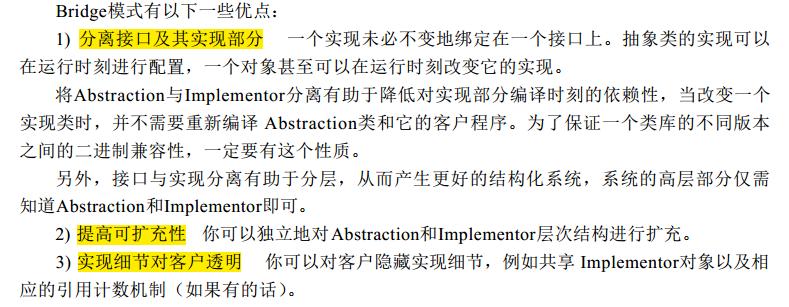 Bridge模式有以下一些优点：
1) 分离接口及其实现部分 一个实现未必不变地绑定在一个接口上。抽象类的实现可以
在运行时刻进行配置，一个对象甚至可以在运行时刻改变它的实现。
将Abstraction与Implementor分离有助于降低对实现部分编译时刻的依赖性，当改变一个
实现类时，并不需要重新编译 Abstraction类和它的客户程序。为了保证一个类库的不同版本
之间的二进制兼容性，一定要有这个性质。
另外，接口与实现分离有助于分层，从而产生更好的结构化系统，系统的高层部分仅需
知道Abstraction和Implementor即可。
2) 提高可扩充性 你可以独立地对Abstraction和Implementor层次结构进行扩充。
3) 实现细节对客户透明 你可以对客户隐藏实现细节，例如共享 Implementor对象以及相
应的引用计数机制（如果有的话）。